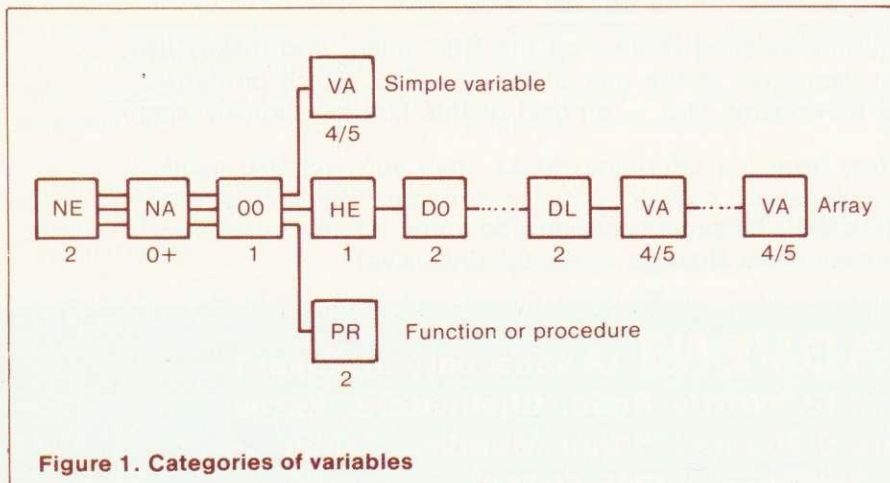 VA Simple variable
4/5
NE NA 00 HE D0 DL VA VA Array
2 0+ 1 1 2 2 4/5 4/5
PR Function or procedure
2
Figure 1. Categories of variables